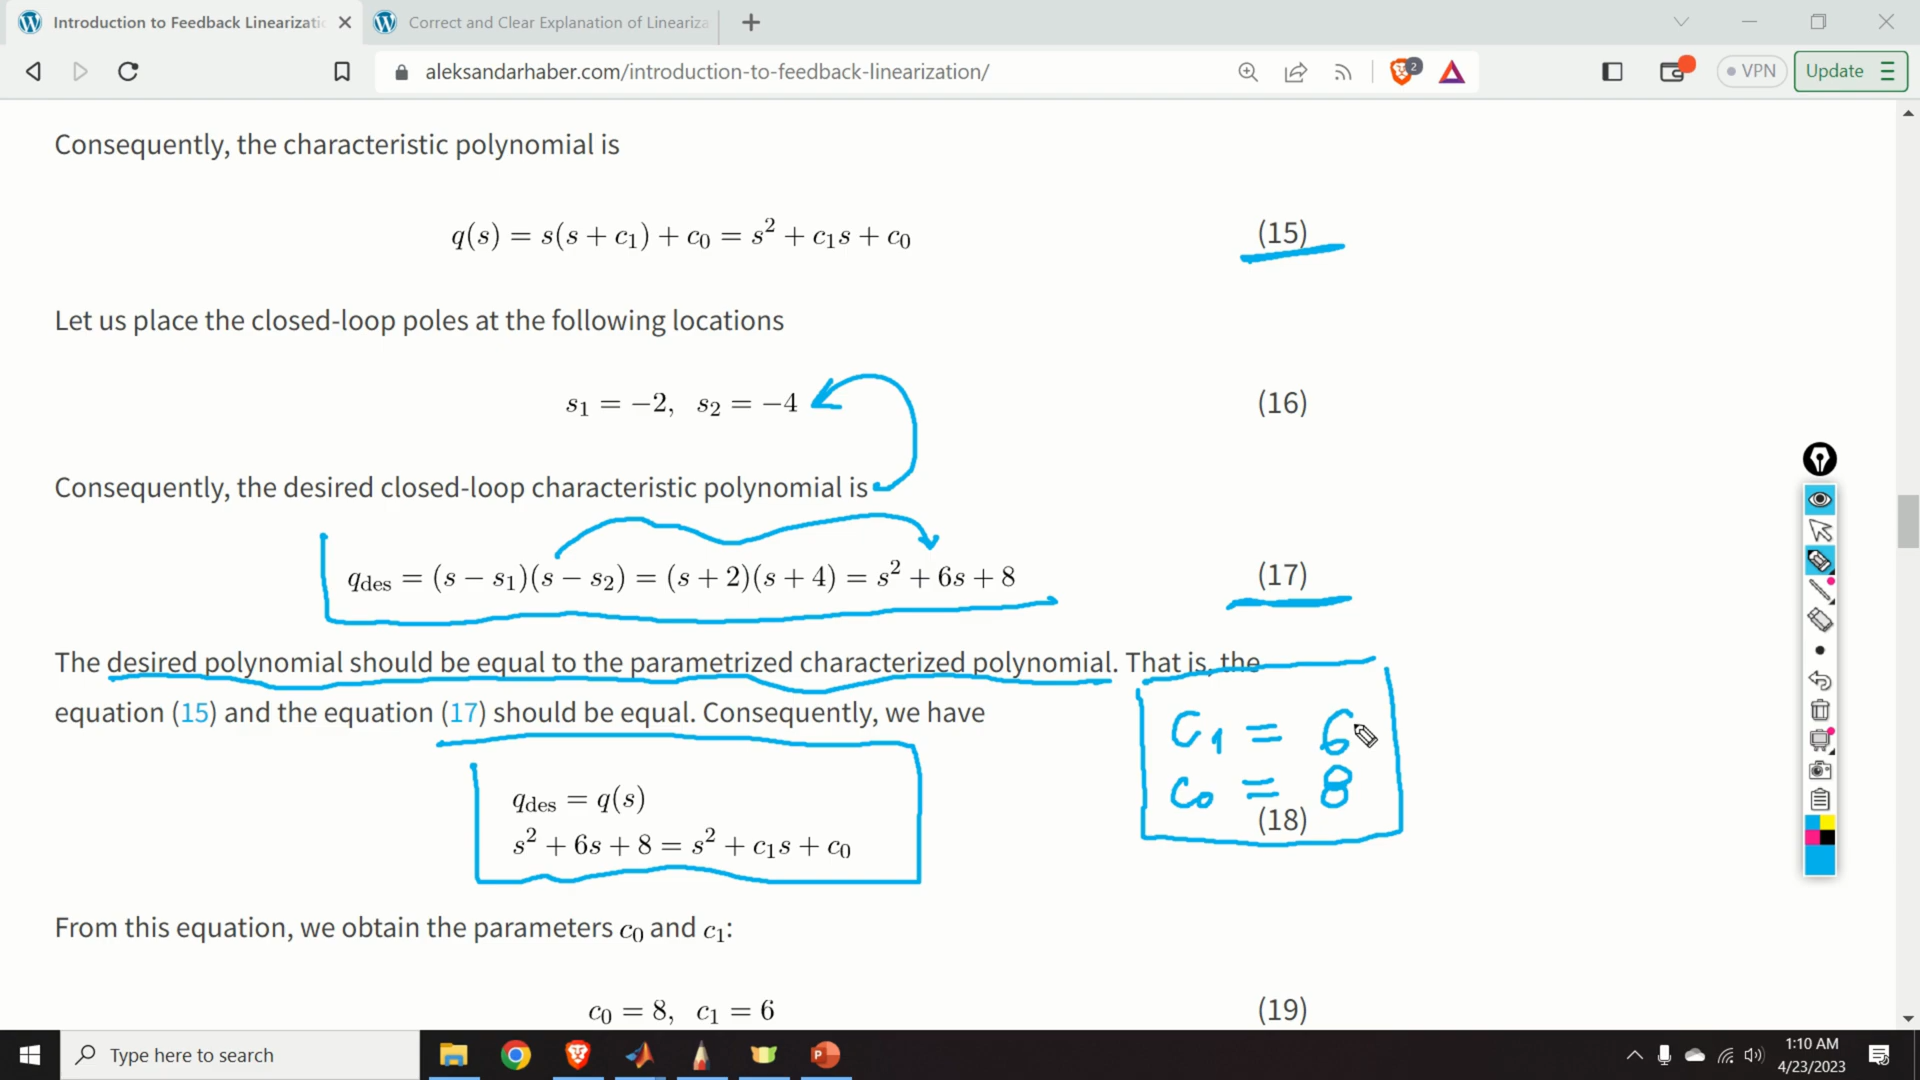 Introduction to Feedback Linearizati
Correct and Clear Explanation of Lineariza
aleksandarhaber.com/introduction-to-feedback-linearization/
2
VPN
Update
Consequently, the characteristic polynomial is
q(s) = s(s + c₁) + c₀ = s² + c₁s + c₀ (15)
Let us place the closed-loop poles at the following locations
s₁ = −2, s₂ = −4 (16)
Consequently, the desired closed-loop characteristic polynomial is
q_des = (s − s₁)(s − s₂) = (s + 2)(s + 4) = s² + 6s + 8 (17)
The desired polynomial should be equal to the parametrized characterized polynomial. That is, the
equation (15) and the equation (17) should be equal. Consequently, we have
C₁ = 6
C₀ = 8
q_des = q(s)
s² + 6s + 8 = s² + c₁s + c₀ (18)
From this equation, we obtain the parameters c₀ and c₁:
c₀ = 8, c₁ = 6 (19)
Type here to search
1:10 AM
4/23/2023